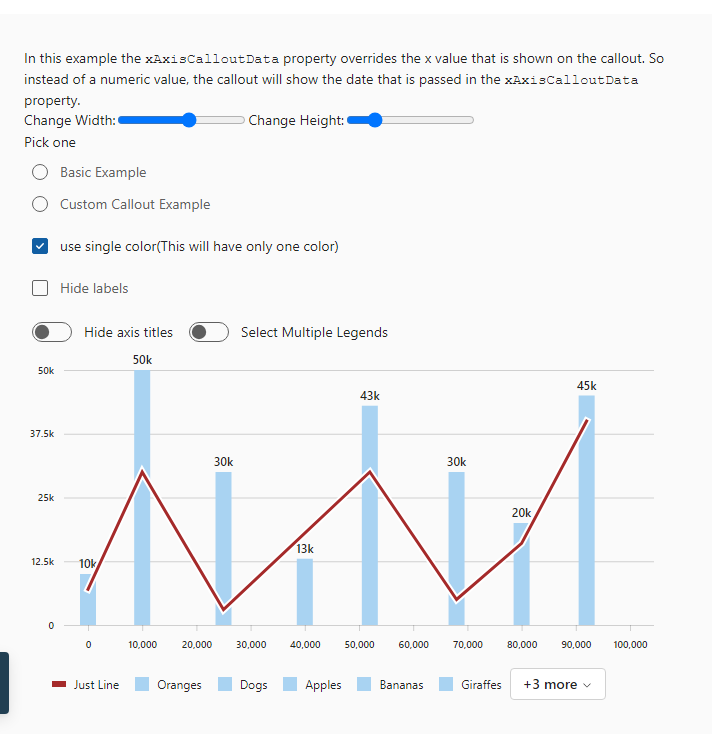 In this example the xAxisCalloutData property overrides the x value that is shown on the callout. So
instead of a numeric value, the callout will show the date that is passed in the xAxisCalloutData
property.
Change Width: Change Height:
Pick one
Basic Example
Custom Callout Example
use single color(This will have only one color)
Hide labels
Hide axis titles Select Multiple Legends
50k
50k
43k
45k
37.5k
30k
30k
25k
20k
13k
12.5k
10k
0
0 10,000 20,000 30,000 40,000 50,000 60,000 70,000 80,000 90,000 100,000
Just Line Oranges Dogs Apples Bananas Giraffes +3 more